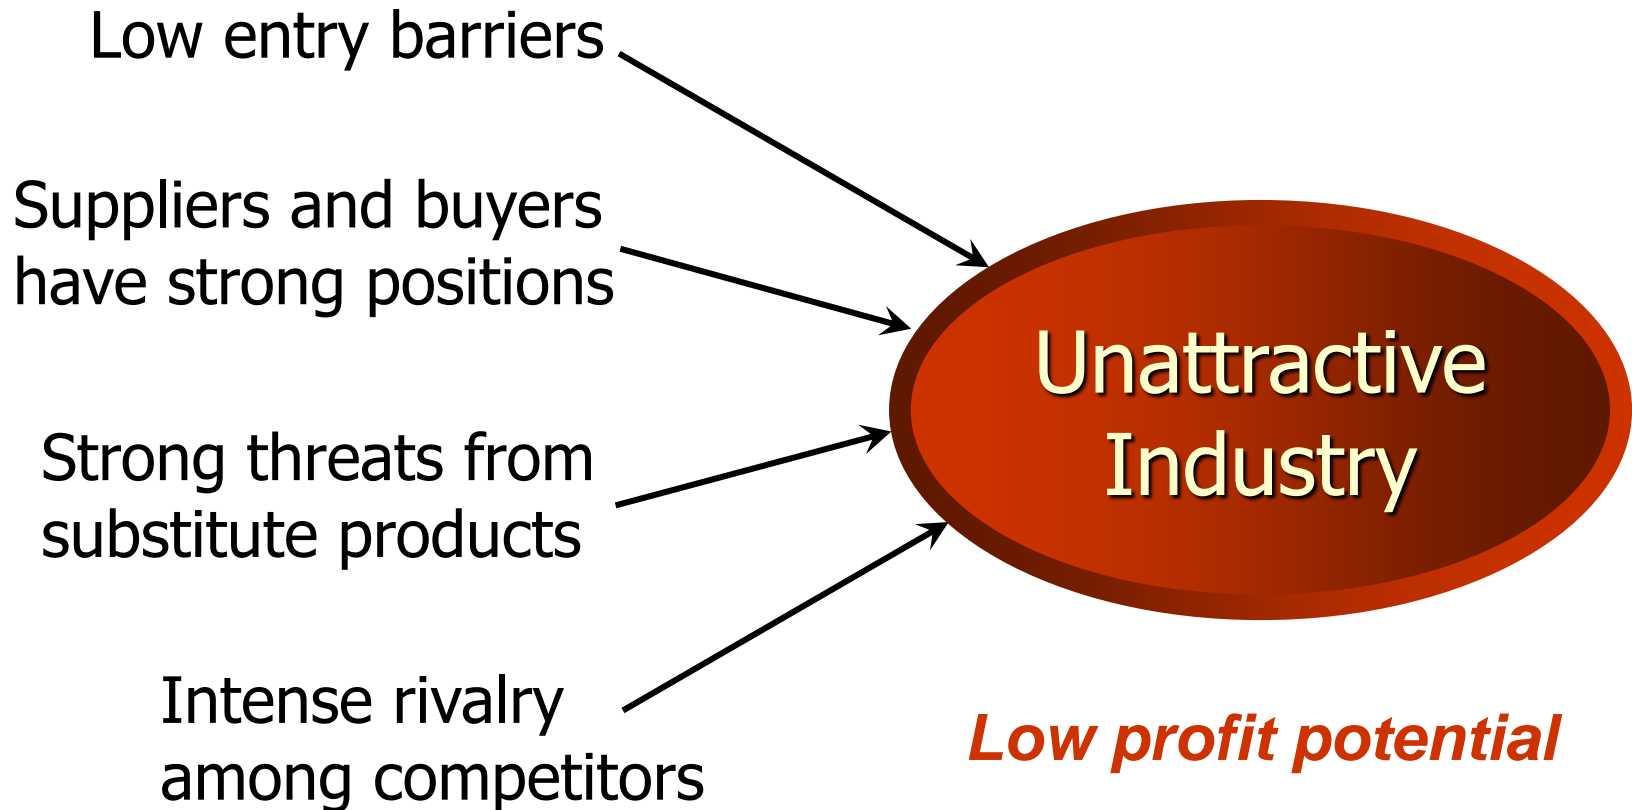 Low entry barriers
Suppliers and buyers
have strong positions
Strong threats from
substitute products
Intense rivalry
among competitors
Unattractive
Industry
Low profit potential